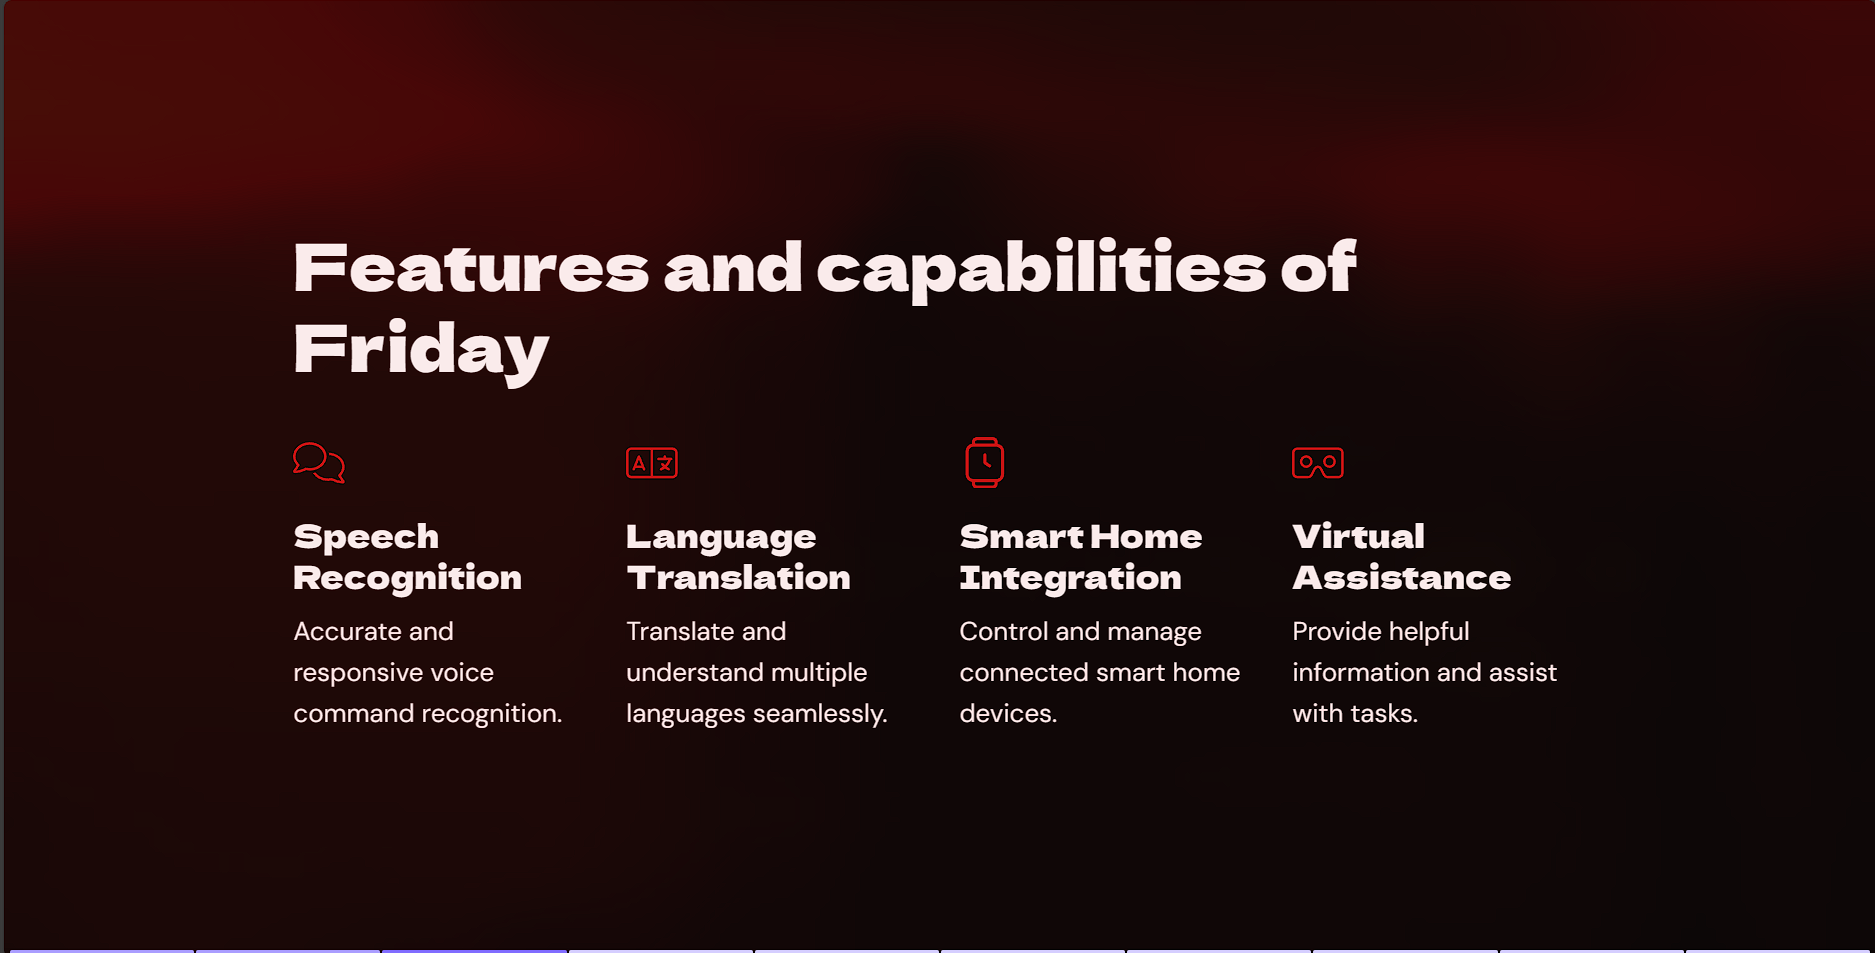 Features and capabilities of
Friday
A 文
Speech
Recognition
Accurate and
responsive voice
command recognition.
Language
Translation
Translate and
understand multiple
languages seamlessly.
Smart Home
Integration
Control and manage
connected smart home
devices.
Virtual
Assistance
Provide helpful
information and assist
with tasks.